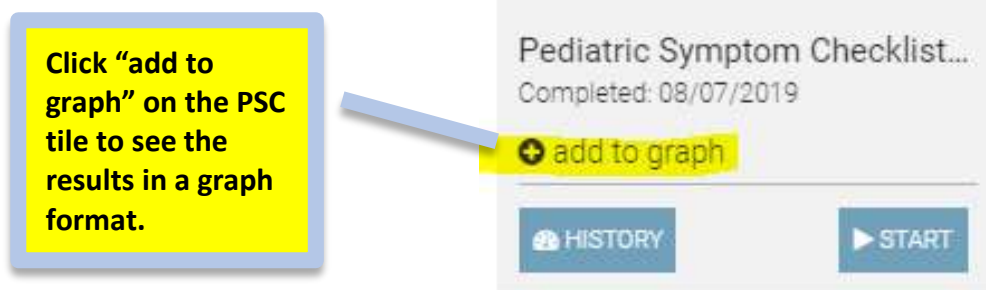 Click “add to
graph” on the PSC
tile to see the
results in a graph
format.
Pediatric Symptom Checklist...
Completed: 08/07/2019
add to graph
HISTORY
START